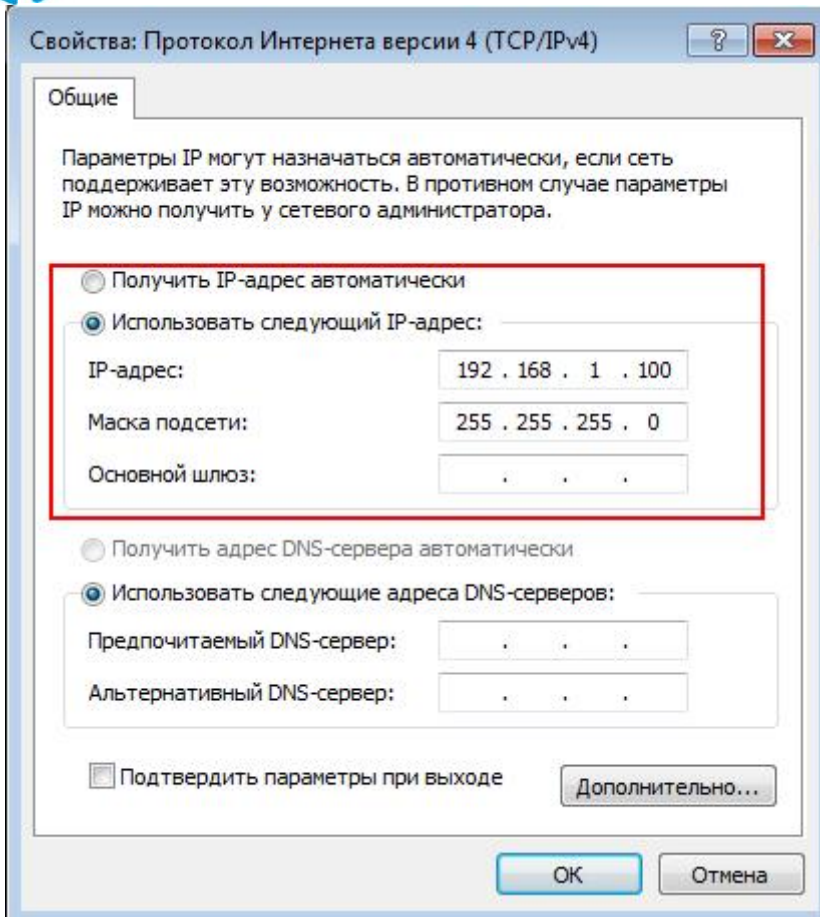 Свойства: Протокол Интернета версии 4 (TCP/IPv4)
Общие
Параметры IP могут назначаться автоматически, если сеть
поддерживает эту возможность. В противном случае параметры
IP можно получить у сетевого администратора.
Получить IP-адрес автоматически
Использовать следующий IP-адрес:
IP-адрес: 192 . 168 . 1 . 100
Маска подсети: 255 . 255 . 255 . 0
Основной шлюз: . . .
Получить адрес DNS-сервера автоматически
Использовать следующие адреса DNS-серверов:
Предпочитаемый DNS-сервер: . . .
Альтернативный DNS-сервер: . . .
Подтвердить параметры при выходе
Дополнительно...
ОК Отмена